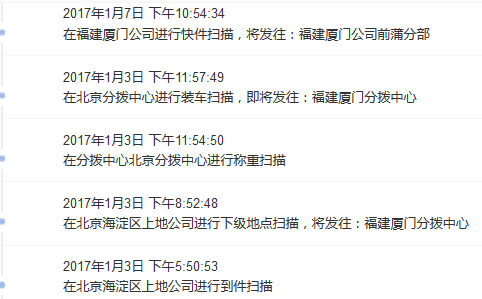 2017年1月7日 下午10:54:34
在福建厦门公司进行快件扫描，将发往：福建厦门公司前蒲分部
2017年1月3日 下午11:57:49
在北京分拨中心进行装车扫描，即将发往：福建厦门分拨中心
2017年1月3日 下午11:54:50
在分拨中心北京分拨中心进行称重扫描
2017年1月3日 下午8:52:48
在北京海淀区上地公司进行下级地点扫描，将发往：福建厦门分拨中心
2017年1月3日 下午5:50:53
在北京海淀区上地公司进行到件扫描